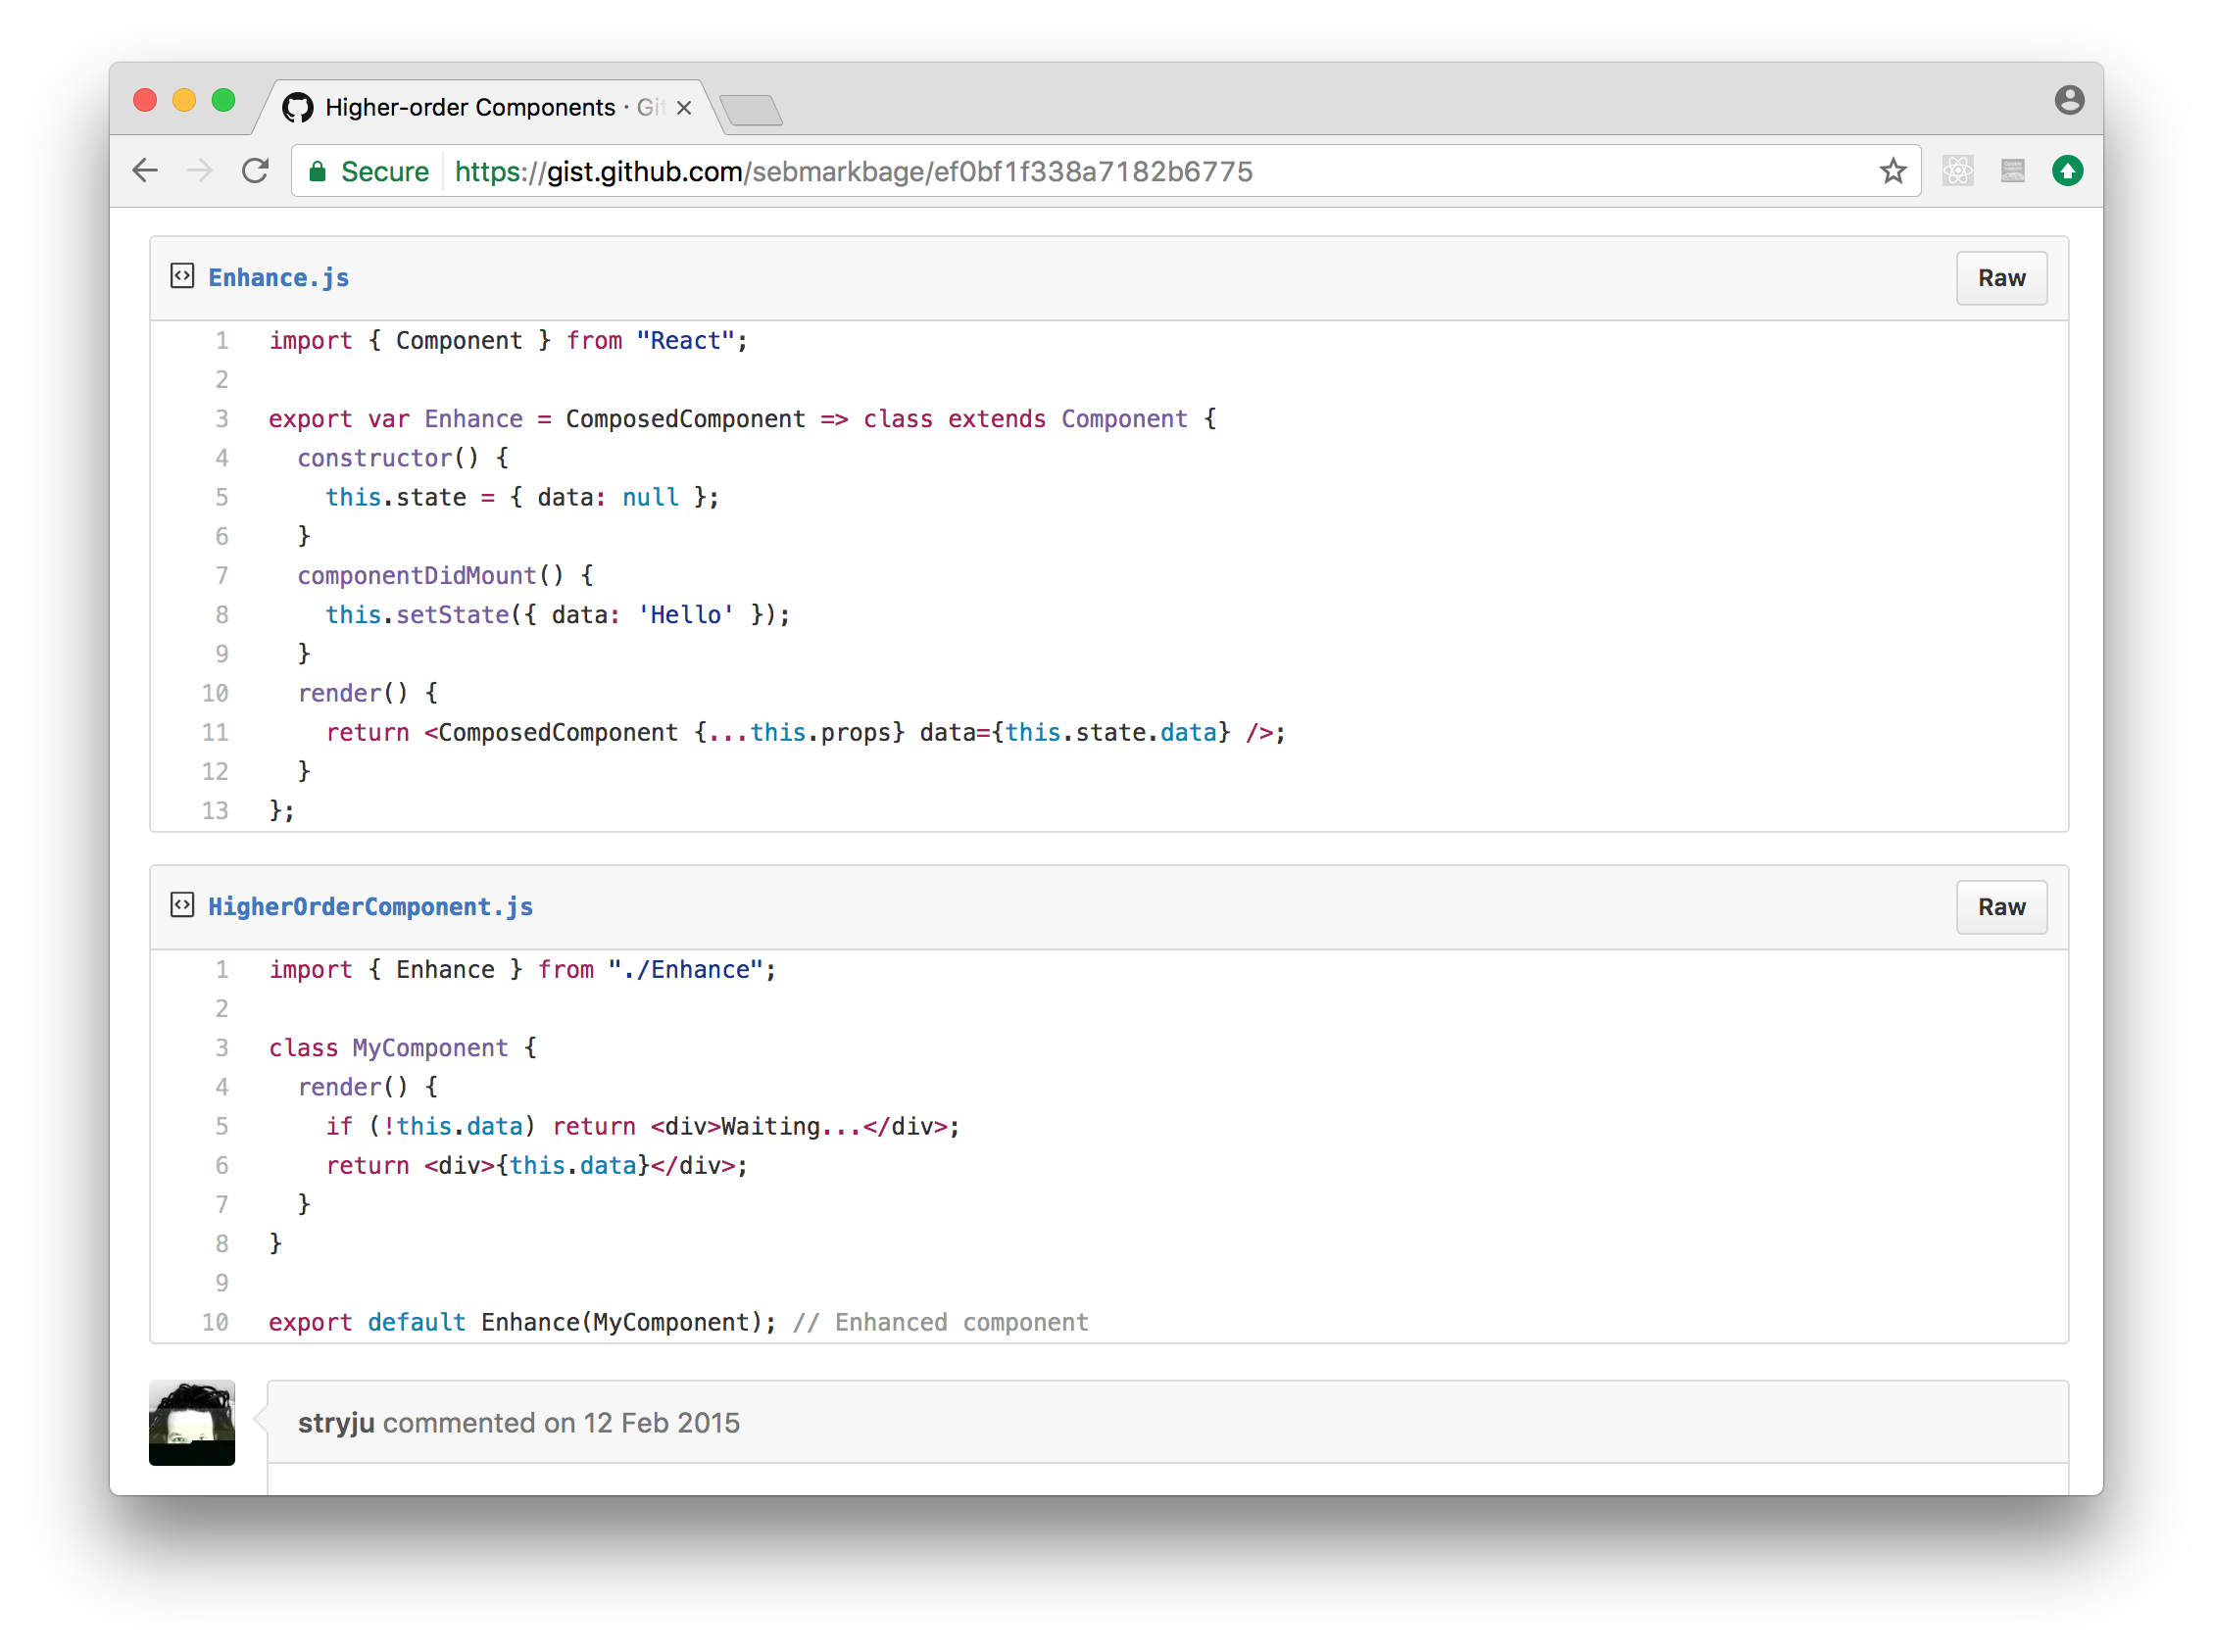 Higher-order Components · Git
Secure https://gist.github.com/sebmarkbage/ef0bf1f338a7182b6775
Enhance.js Raw
1 import { Component } from "React";
2
3 export var Enhance = ComposedComponent => class extends Component {
4   constructor() {
5     this.state = { data: null };
6   }
7   componentDidMount() {
8     this.setState({ data: 'Hello' });
9   }
10   render() {
11     return <ComposedComponent {...this.props} data={this.state.data} />;
12   }
13 };
HigherOrderComponent.js Raw
1 import { Enhance } from "./Enhance";
2
3 class MyComponent {
4   render() {
5     if (!this.data) return <div>Waiting...</div>;
6     return <div>{this.data}</div>;
7   }
8 }
9
10 export default Enhance(MyComponent); // Enhanced component
stryju commented on 12 Feb 2015